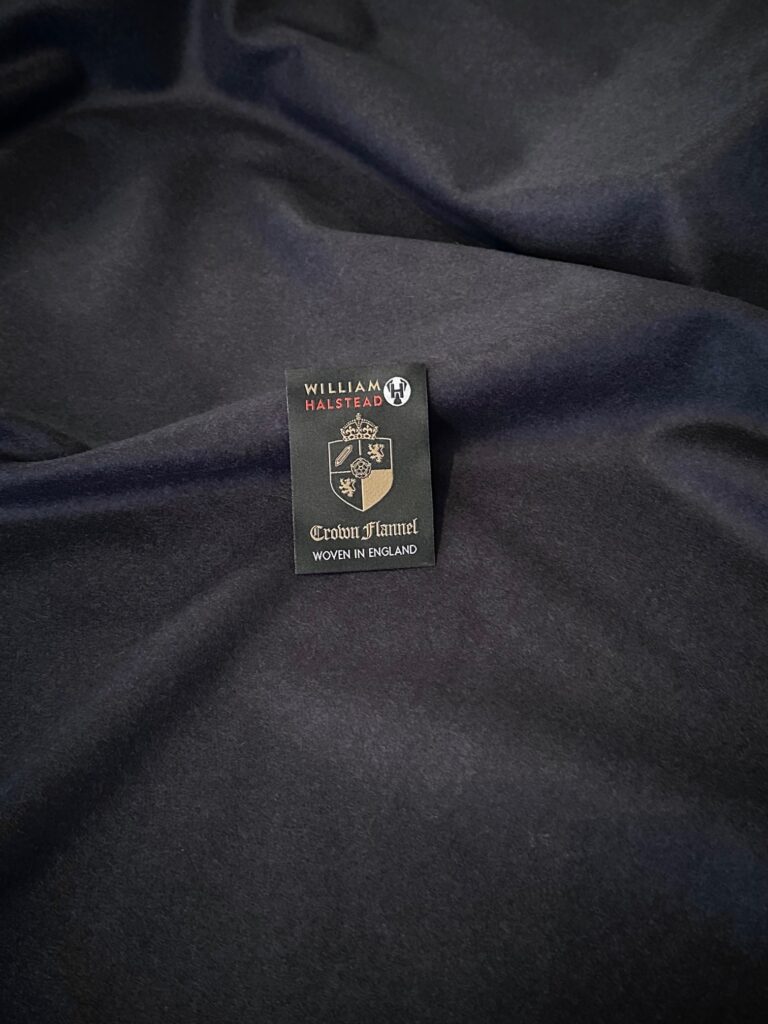 WILLIAM
HALSTEAD
Crown Flannel
WOVEN IN ENGLAND